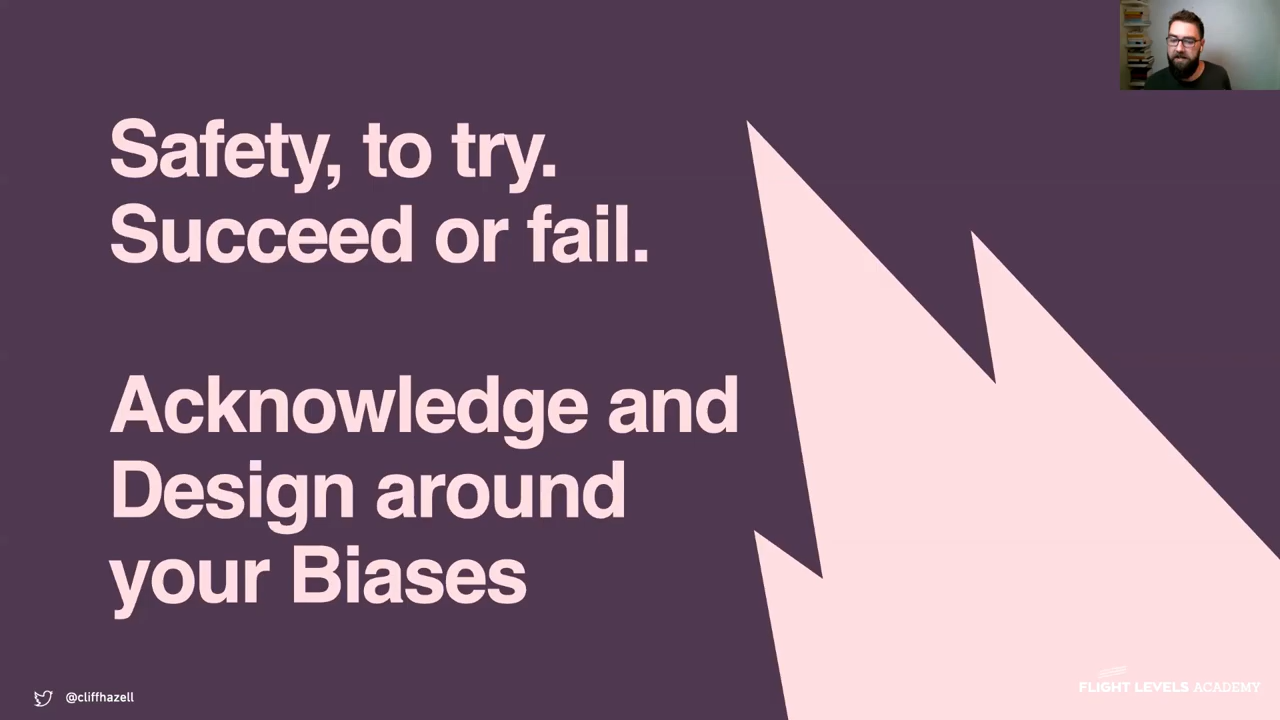 Safety, to try.
Succeed or fail.
Acknowledge and
Design around
your Biases
@cliffhazell
FLIGHT LEVELS ACADEMY